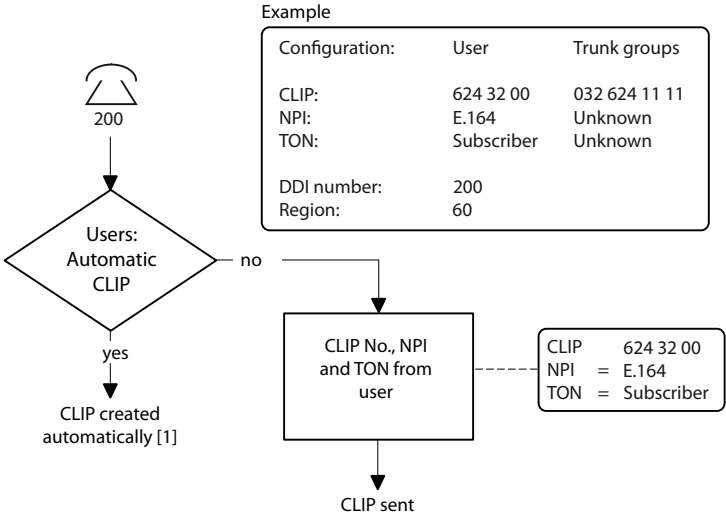 Example
Configuration: User Trunk groups
CLIP: 624 32 00 032 624 11 11
NPI: E.164 Unknown
TON: Subscriber Unknown
DDI number: 200
Region: 60
200
Users:
Automatic
CLIP
no
yes
CLIP created
automatically [1]
CLIP No., NPI
and TON from
user
CLIP 624 32 00
NPI = E.164
TON = Subscriber
CLIP sent